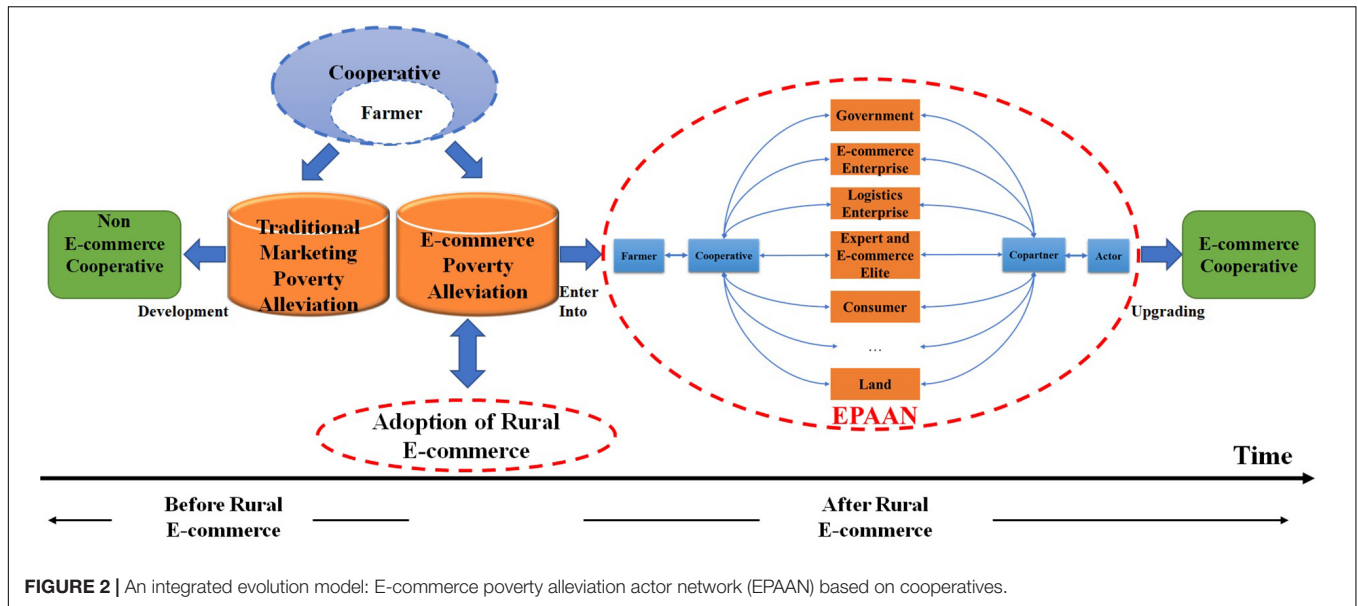 Cooperative
Farmer
Non
E-commerce
Cooperative
Development
Traditional
Marketing
Poverty
Alleviation
E-commerce
Poverty
Alleviation
Enter
Into
Adoption of Rural
E-commerce
Farmer
Cooperative
Government
E-commerce
Enterprise
Logistics
Enterprise
Expert and
E-commerce
Elite
Consumer
...
Land
EPAAN
Copartner
Actor
Upgrading
E-commerce
Cooperative
Time
Before Rural
E-commerce
After Rural
E-commerce
FIGURE 2 | An integrated evolution model: E-commerce poverty alleviation actor network (EPAAN) based on cooperatives.